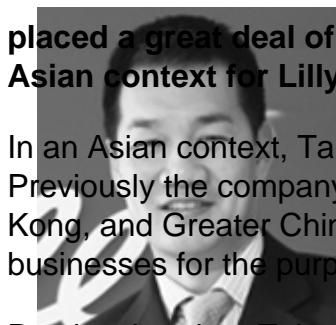 placed a great deal of
Asian context for Lilly
In an Asian context, Ta
Previously the company
Kong, and Greater Chin
businesses for the purp